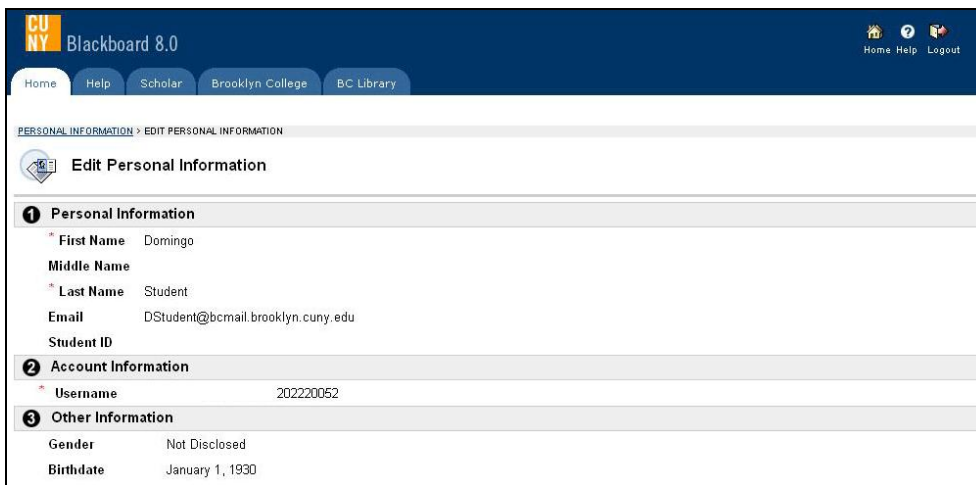 CU
NY Blackboard 8.0
Home Help Logout
Home Help Scholar Brooklyn College BC Library
PERSONAL INFORMATION > EDIT PERSONAL INFORMATION
Edit Personal Information
1 Personal Information
* First Name Domingo
Middle Name
* Last Name Student
Email DStudent@bcmail.brooklyn.cuny.edu
Student ID
2 Account Information
* Username 202220052
3 Other Information
Gender Not Disclosed
Birthdate January 1, 1930